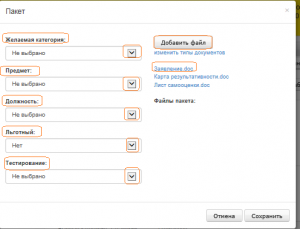 Пакет
×
Желаемая категория:
Не выбрано
Предмет:
Не выбрано
Должность:
Не выбрано
Льготный:
Нет
Тестирование:
Не выбрано
Добавить файл
изменить типы документов
Заявление.doc
Карта результативности.doc
Лист самооценки.doc
Файлы пакета:
Отмена
Сохранить